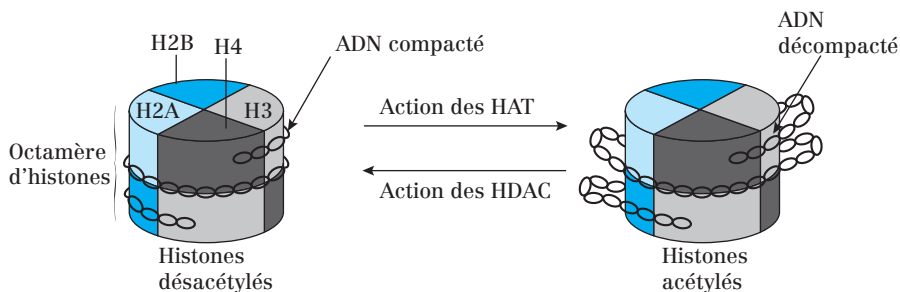 H2B
H4
ADN compacté
H2A
H3
Octamère
d'histones
Histones
désacétylés
Action des HAT
Action des HDAC
ADN
décompacté
Histones
acétylés